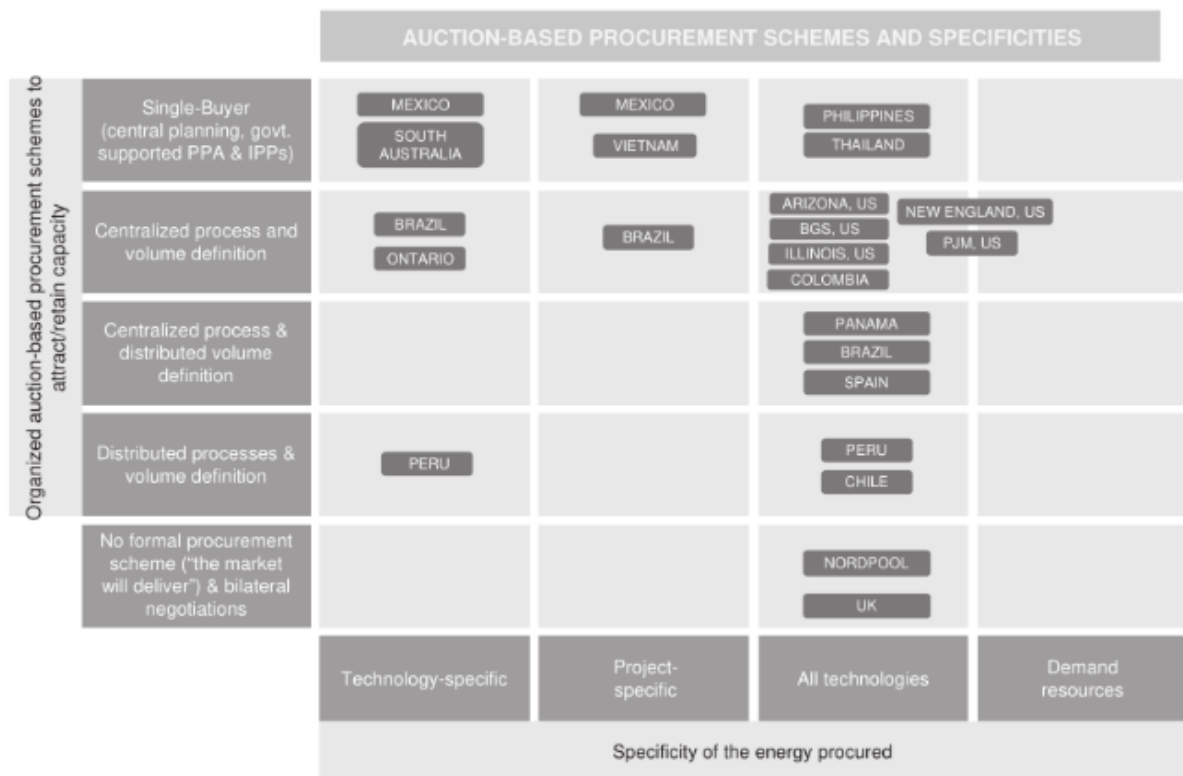 AUCTION-BASED PROCUREMENT SCHEMES AND SPECIFICITIES
Organized auction-based procurement schemes to
attract/retain capacity
Single-Buyer
(central planning, govt.
supported PPA & IPPs)
MEXICO
SOUTH
AUSTRALIA
MEXICO
VIETNAM
PHILIPPINES
THAILAND
Centralized process and
volume definition
BRAZIL
ONTARIO
BRAZIL
ARIZONA, US
BGS, US
ILLINOIS, US
COLOMBIA
NEW ENGLAND, US
PJM, US
Centralized process &
distributed volume
definition
PANAMA
BRAZIL
SPAIN
Distributed processes &
volume definition
PERU
PERU
CHILE
No formal procurement
scheme ("the market
will deliver") & bilateral
negotiations
NORDPOOL
UK
Technology-specific
Project-
specific
All technologies
Demand
resources
Specificity of the energy procured